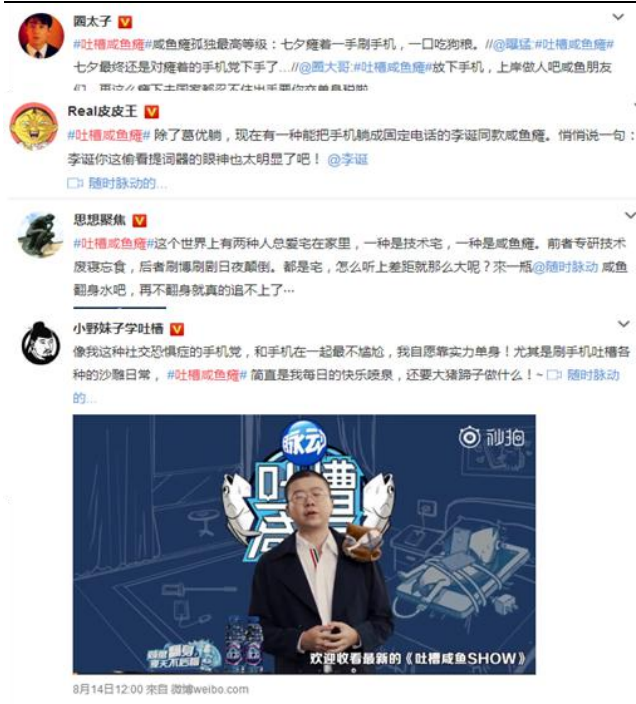 圆太子
#吐槽咸鱼瘫#咸鱼瘫孤独最高等级：七夕瘫着一手刷手机，一口吃狗粮。//@曝猛:#吐槽咸鱼瘫#
七夕最终还是对瘫着的手机党下手了...//@圆大哥:#吐槽咸鱼瘫#放下手机，上岸做人吧咸鱼朋友
Real皮皮王
#吐槽咸鱼瘫# 除了葛优躺，现在有一种能把手机躺成固定电话的李诞同款咸鱼瘫。悄悄说一句：
李诞你这偷看提词器的眼神也太明显了吧！ @李诞
随时脉动的...
思想聚焦
#吐槽咸鱼瘫#这个世界上有两种人总爱宅在家里，一种是技术宅，一种是咸鱼瘫。前者专研技术
废寝忘食，后者刷博刷剧日夜颠倒。都是宅，怎么听上差距就那么大呢？来一瓶@随时脉动 咸鱼
翻身水吧，再不翻身就真的追不上了…
小野妹子学吐槽
像我这种社交恐惧症的手机党，和手机在一起最不尴尬，我自愿靠实力单身！尤其是刷手机吐槽各
种的沙雕日常， #吐槽咸鱼瘫# 简直是我每日的快乐喷泉，还要大猪蹄子做什么！~ 随时脉动
的...
秒拍
脉动
吐槽
欢迎收看最新的《吐槽咸鱼SHOW》
8月14日12:00 来自 微博weibo.com